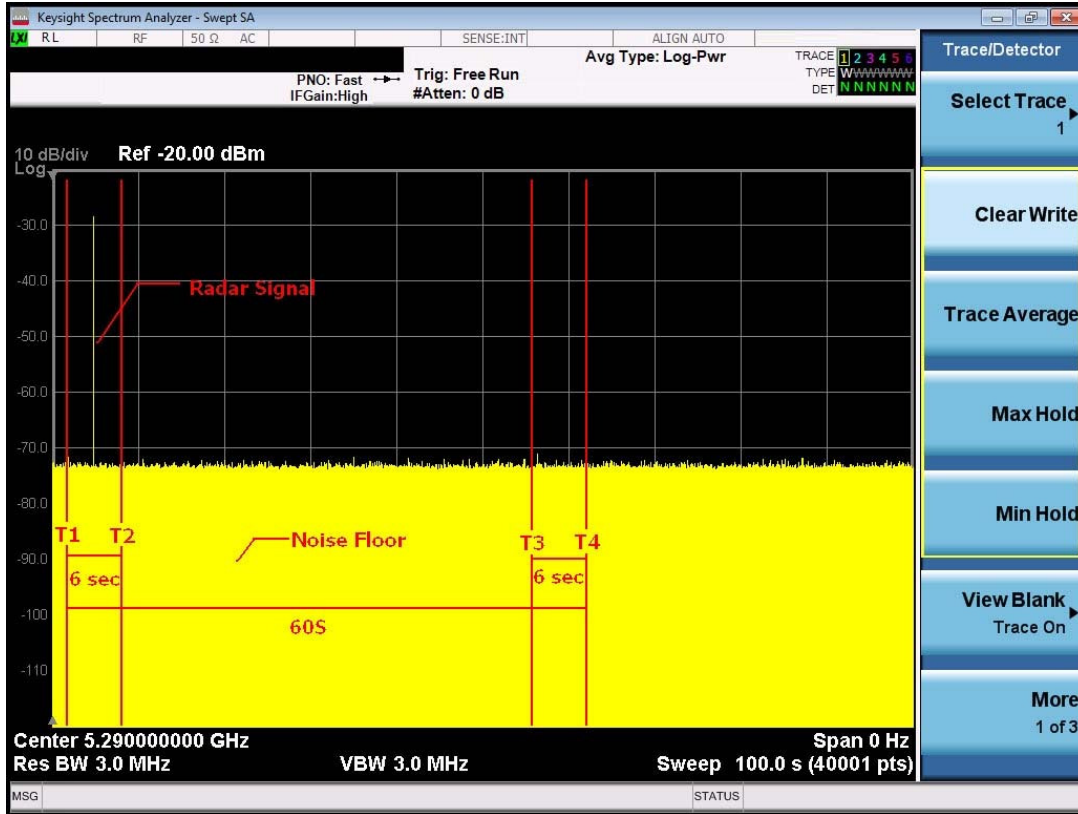 Keysight Spectrum Analyzer - Swept SA
LXI RL RF 50 Ω AC SENSE:INT ALIGN AUTO
Trace/Detector
PNO: Fast
IFGain:High
Trig: Free Run
#Atten: 0 dB
Avg Type: Log-Pwr
TRACE 1 2 3 4 5 6
TYPE WWWWWW
DET N N N N N N
Select Trace
1
10 dB/div Ref -20.00 dBm
Log
-30.0
-40.0
-50.0
-60.0
-70.0
-80.0
-90.0
-100
-110
Radar Signal
T1 T2
Noise Floor
T3 T4
6 sec
6 sec
60S
Clear Write
Trace Average
Max Hold
Min Hold
View Blank
Trace On
More
1 of 3
Center 5.290000000 GHz Span 0 Hz
Res BW 3.0 MHz VBW 3.0 MHz Sweep 100.0 s (40001 pts)
MSG STATUS